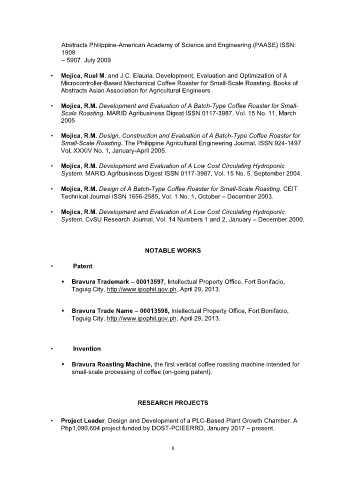 Abstracts Philippine-American Academy of Science and Engineering (PAASE) ISSN:
1908
– 5907. July 2009
• Mojica, Ruel M. and J.C. Elauria. Development, Evaluation and Optimization of A
Microcontroller-Based Mechanical Coffee Roaster for Small-Scale Roasting. Books of
Abstracts Asian Association for Agricultural Engineers
• Mojica, R.M. Development and Evaluation of A Batch-Type Coffee Roaster for Small-
Scale Roasting. MARID Agribusiness Digest ISSN 0117-3987, Vol. 15 No. 11, March
2005
• Mojica, R.M. Design, Construction and Evaluation of A Batch-Type Coffee Roaster for
Small-Scale Roasting. The Philippine Agricultural Engineering Journal. ISSN 924-1497
Vol. XXXIV No. 1, January-April 2005.
• Mojica, R.M. Development and Evaluation of A Low Cost Circulating Hydroponic
System. MARID Agribusiness Digest ISSN 0117-3987, Vol. 15 No. 5, September 2004.
• Mojica, R.M. Design of A Batch-Type Coffee Roaster for Small-Scale Roasting. CEIT
Technical Journal ISSN 1656-2585, Vol. 1 No. 1, October – December 2003.
• Mojica, R.M. Development and Evaluation of A Low Cost Circulating Hydroponic
System. CvSU Research Journal, Vol. 14 Numbers 1 and 2, January – December 2000.
NOTABLE WORKS
• Patent
• Bravura Trademark – 00013597, Intellectual Property Office, Fort Bonifacio,
Taguig City. http://www.ipophil.gov.ph, April 29, 2013.
• Bravura Trade Name – 00013598, Intellectual Property Office, Fort Bonifacio,
Taguig City. http://www.ipophil.gov.ph, April 29, 2013.
• Invention
• Bravura Roasting Machine, the first vertical coffee roasting machine intended for
small-scale processing of coffee (on-going patent).
RESEARCH PROJECTS
• Project Leader, Design and Development of a PLC-Based Plant Growth Chamber. A
Php1,090,604 project funded by DOST-PCIEERRD, January 2017 – present.